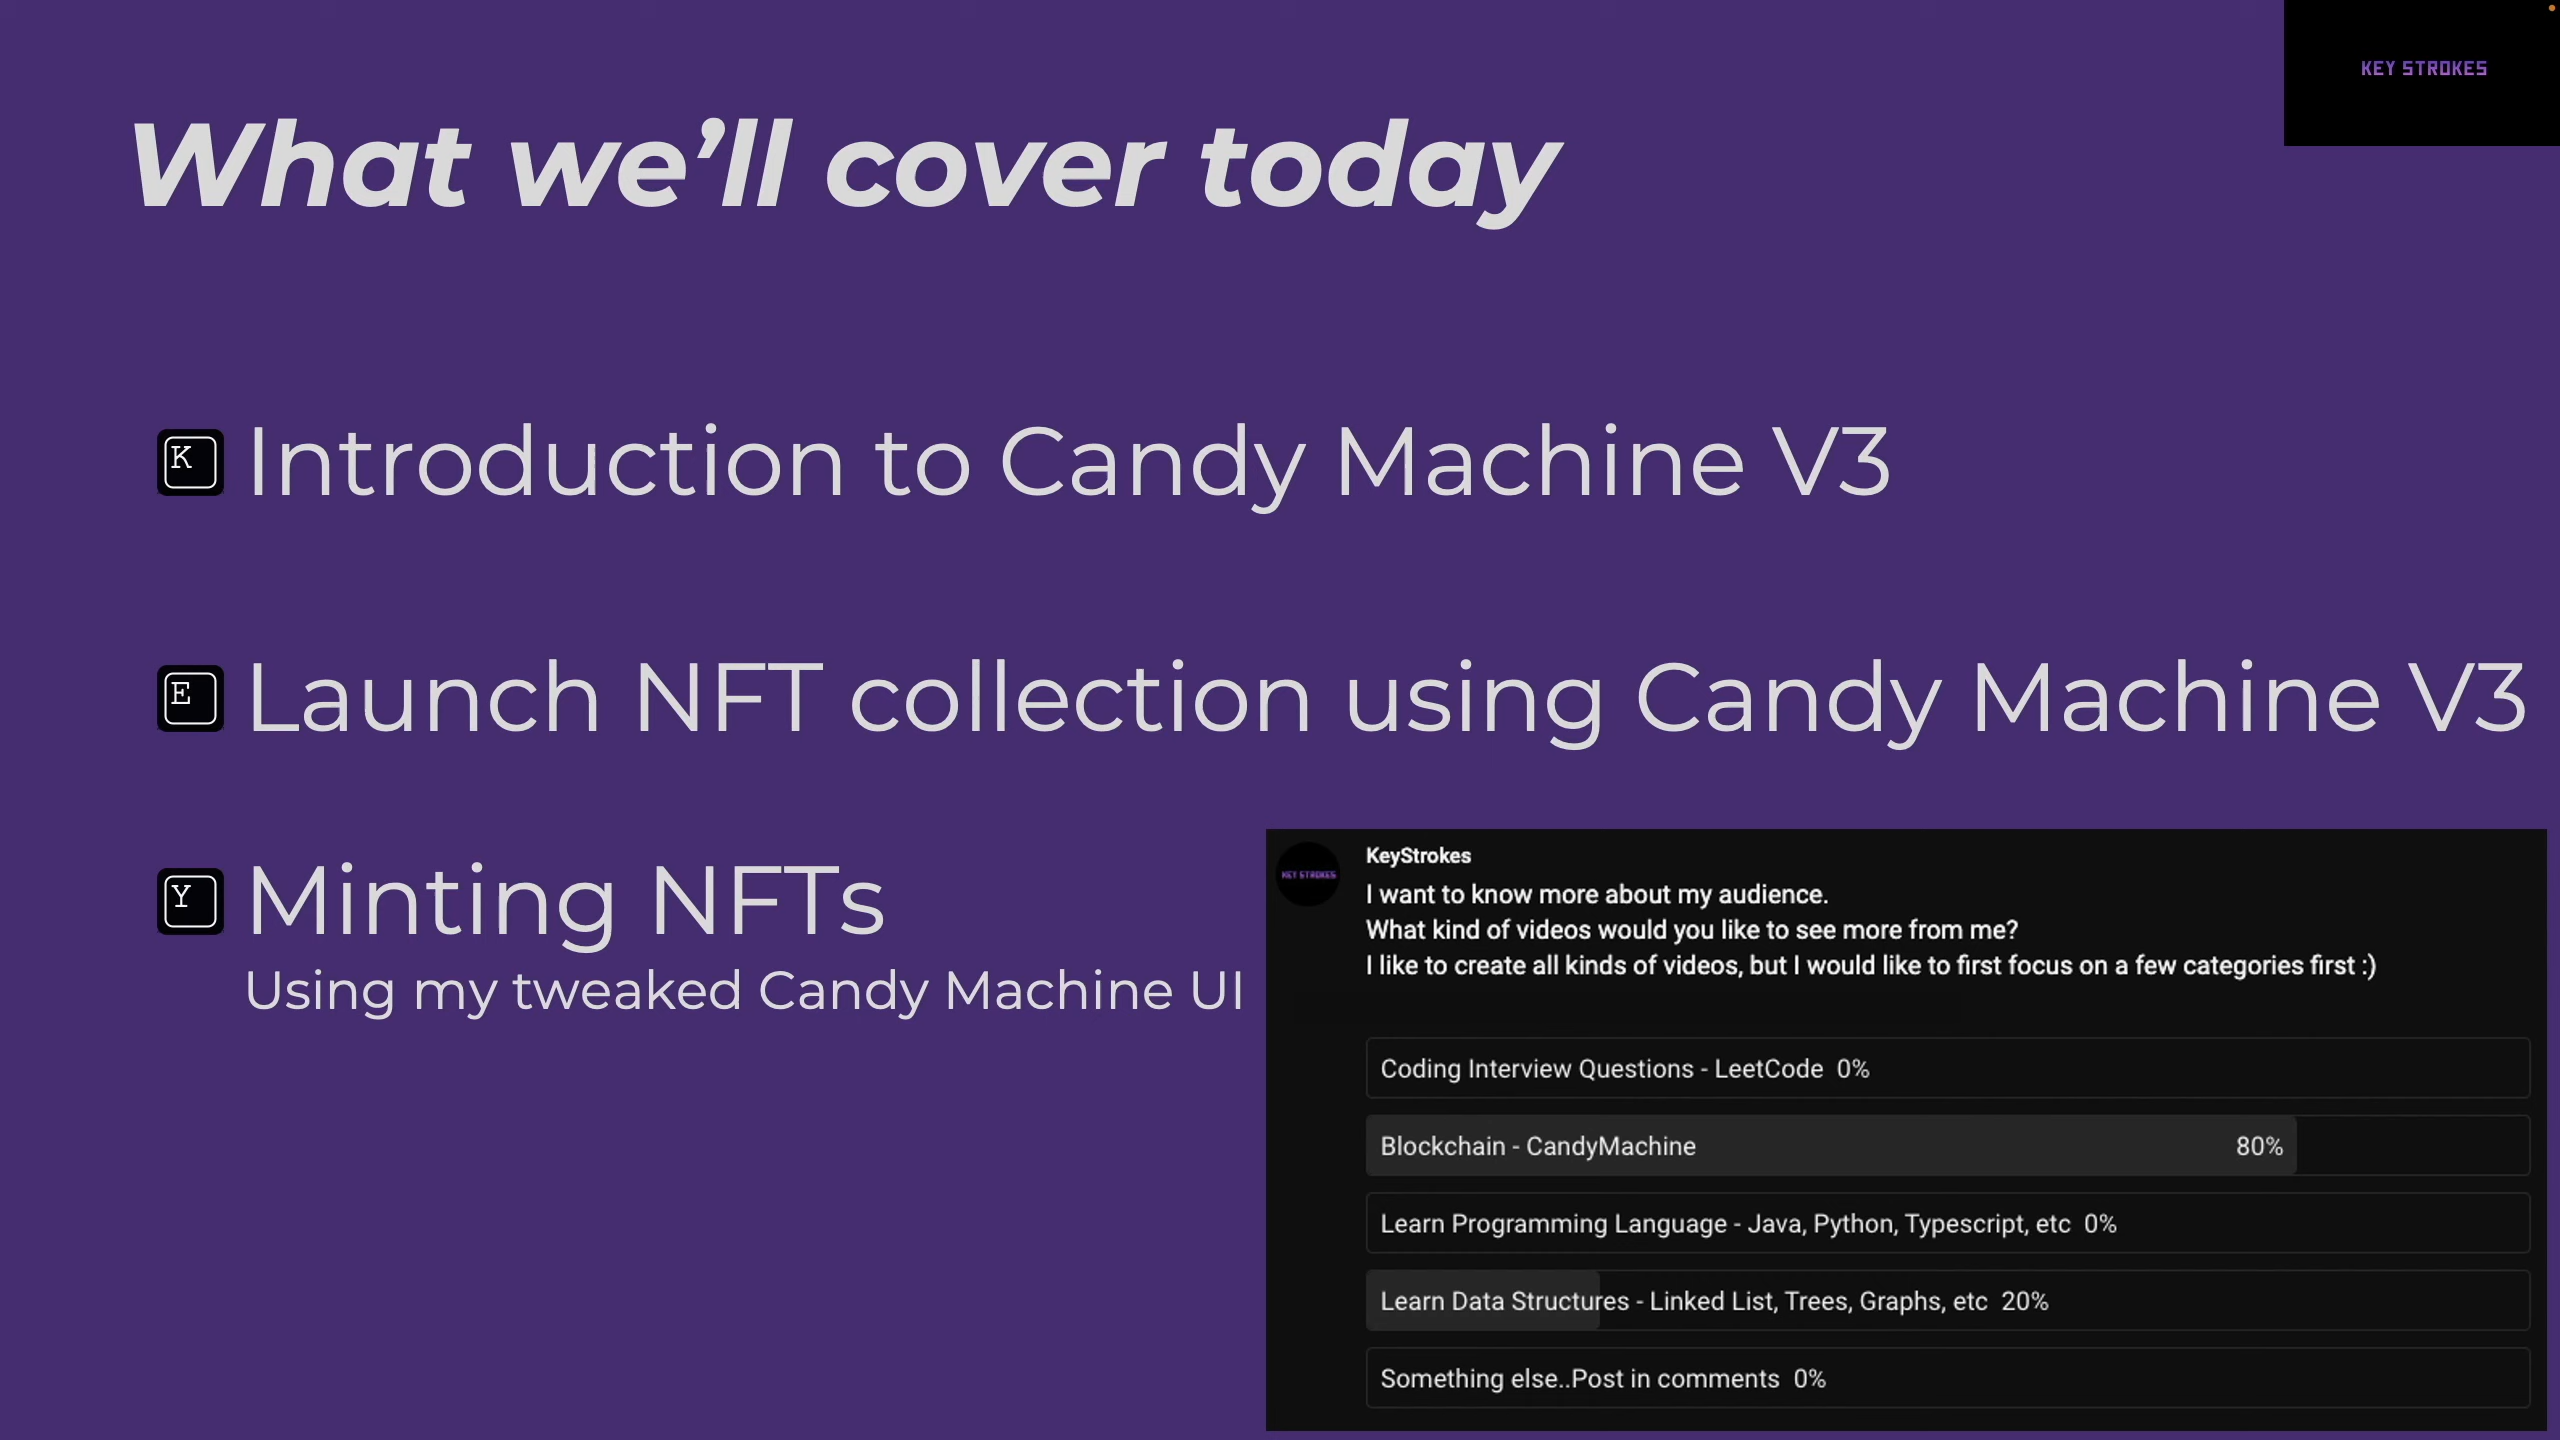 KEY STROKES
What we’ll cover today
K Introduction to Candy Machine V3
E Launch NFT collection using Candy Machine V3
Y Minting NFTs
Using my tweaked Candy Machine UI
KEY STROKES
KeyStrokes
I want to know more about my audience.
What kind of videos would you like to see more from me?
I like to create all kinds of videos, but I would like to first focus on a few categories first :)
Coding Interview Questions - LeetCode 0%
Blockchain - CandyMachine 80%
Learn Programming Language - Java, Python, Typescript, etc 0%
Learn Data Structures - Linked List, Trees, Graphs, etc 20%
Something else..Post in comments 0%